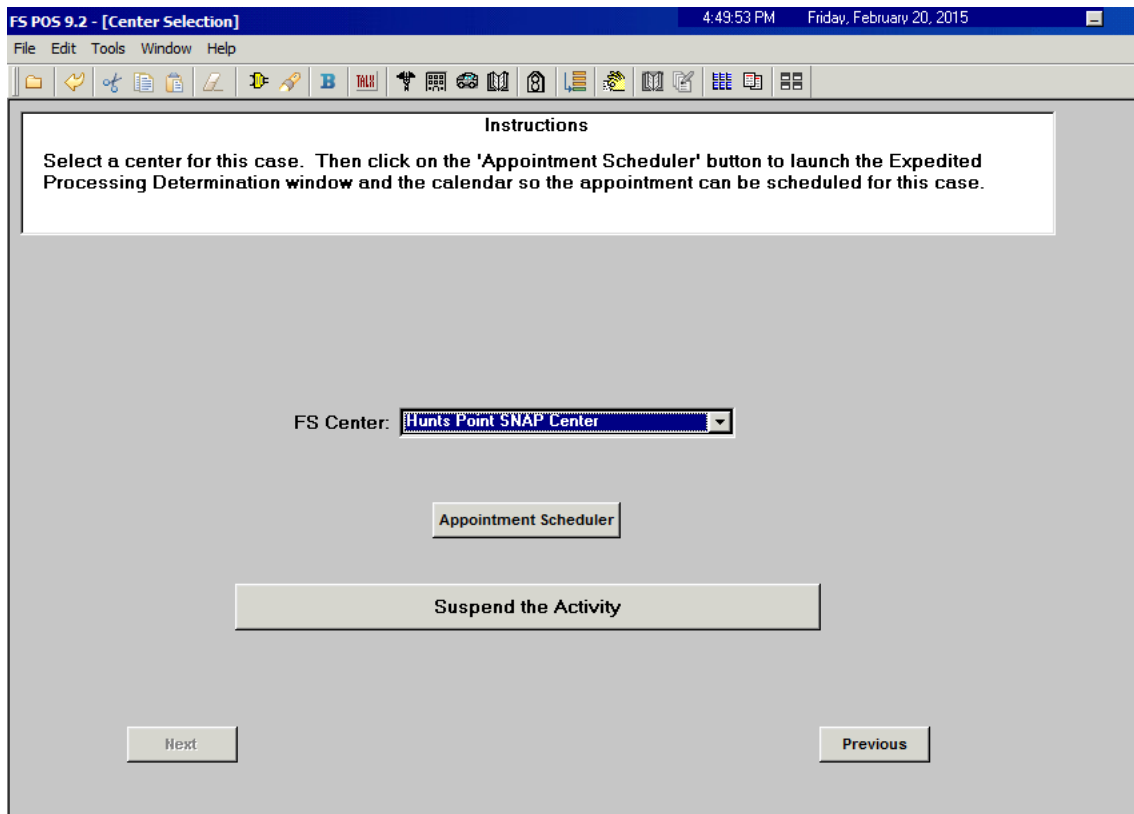 FS POS 9.2 - [Center Selection] 4:49:53 PM Friday, February 20, 2015
File Edit Tools Window Help
B TALX
Instructions
Select a center for this case. Then click on the 'Appointment Scheduler' button to launch the Expedited
Processing Determination window and the calendar so the appointment can be scheduled for this case.
FS Center: Hunts Point SNAP Center
Appointment Scheduler
Suspend the Activity
Next Previous